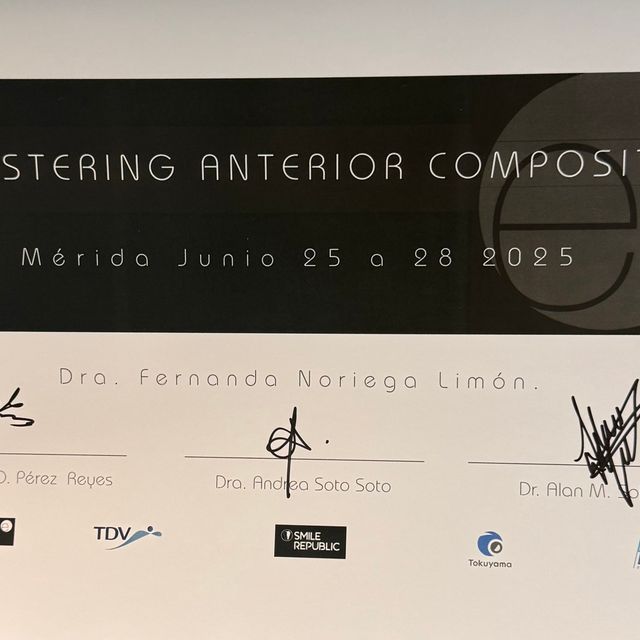 STERING ANTERIOR COMPOSIT
Mérida Junio 25 a 28 2025
Dra. Fernanda Noriega Limón.
D. Pérez Reyes
Dra. Andrea Soto Soto
Dr. Alan M.
TDV
SMILE
REPUBLIC
Tokuyama